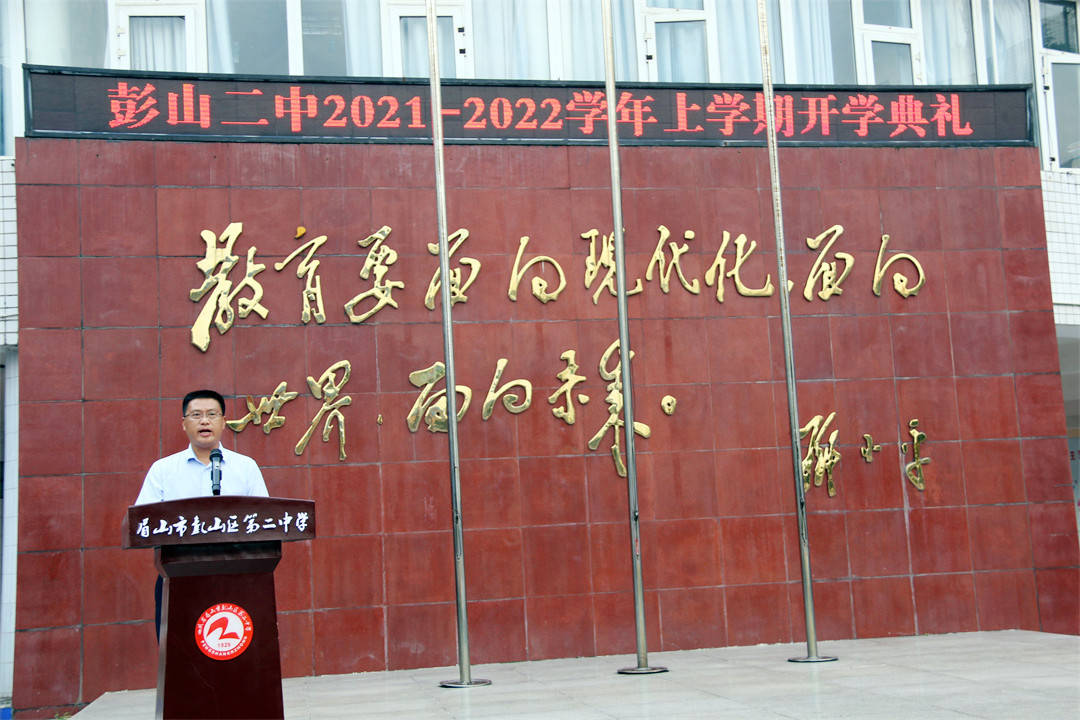 彭山二中2021-2022学年上学期开学典礼
教育要面向现代化，面向
世界，面向未来。
邓小平
眉山市彭山区第二中学
1925